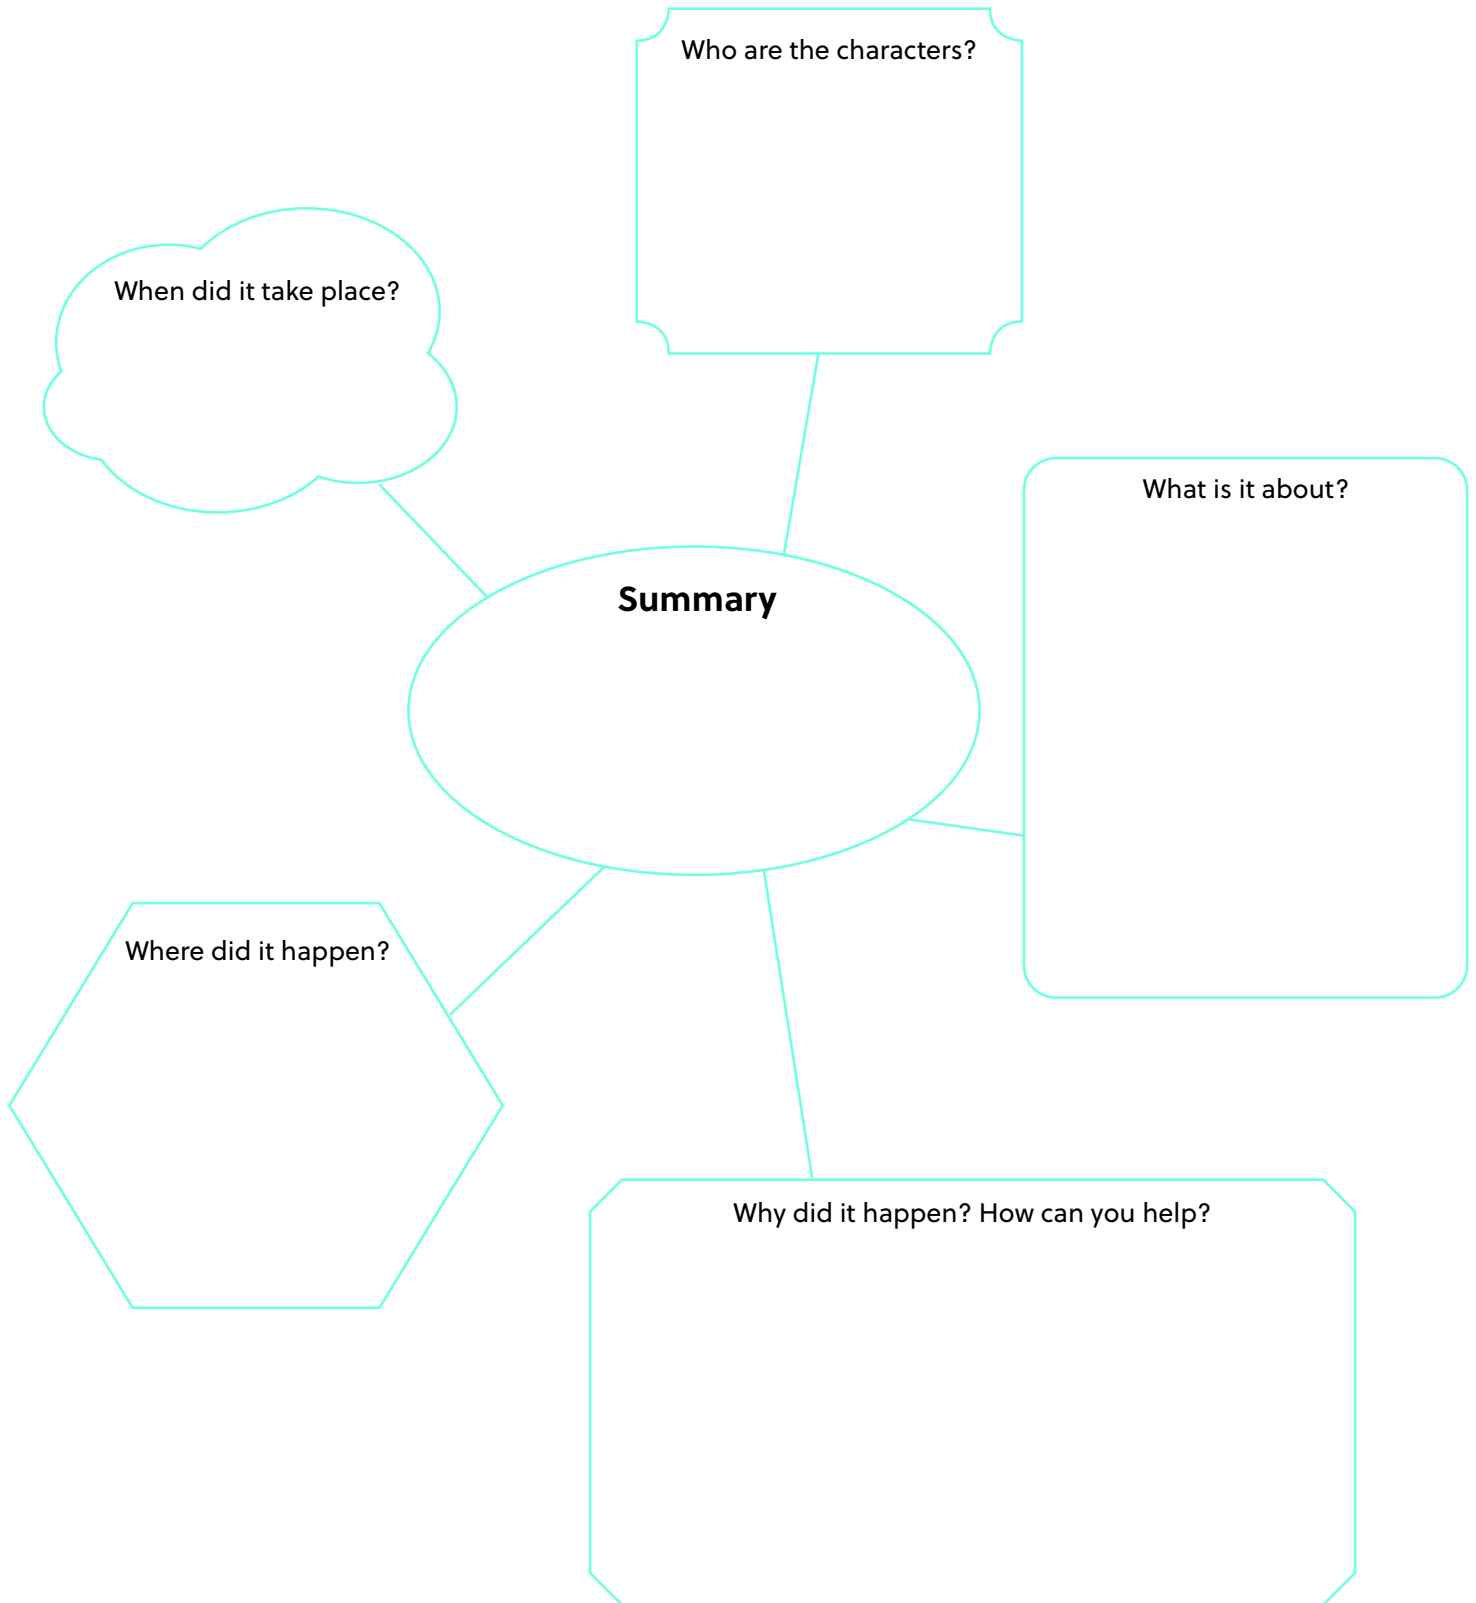 Who are the characters?
When did it take place?
What is it about?
Summary
Where did it happen?
Why did it happen? How can you help?